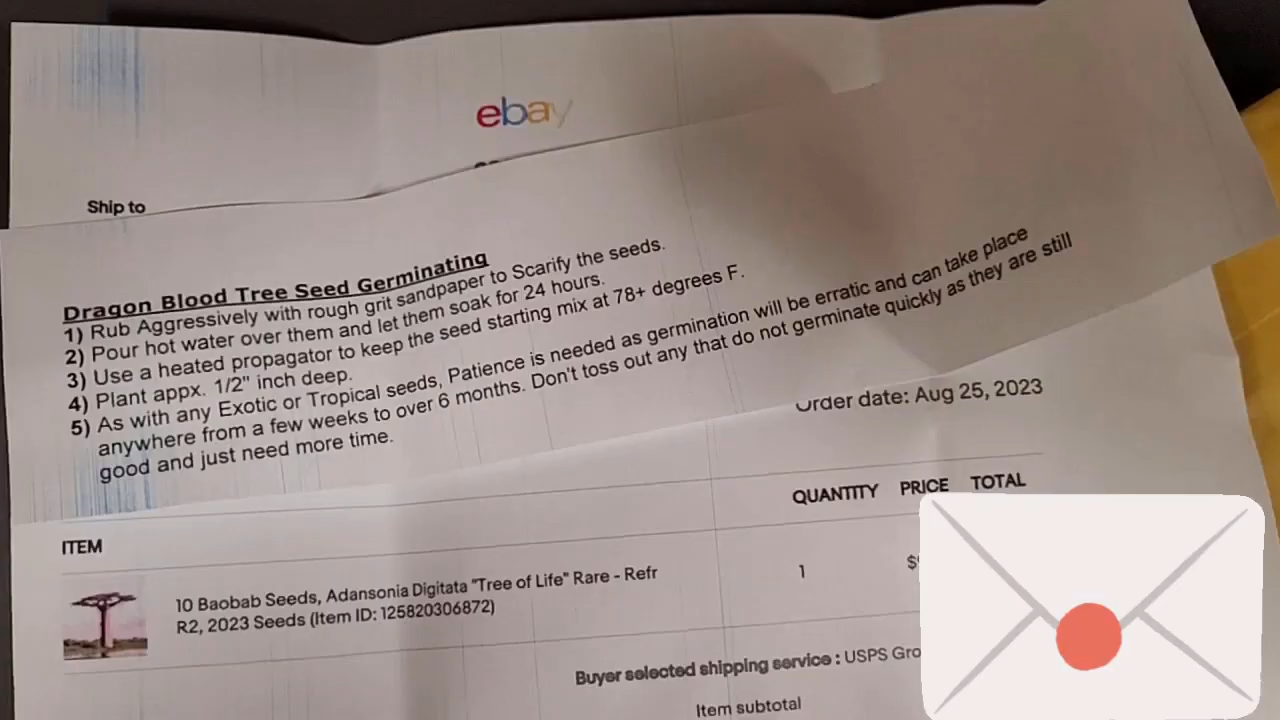 ebay
Ship to
Dragon Blood Tree Seed Germinating
1) Rub Aggressively with rough grit sandpaper to Scarify the seeds.
2) Pour hot water over them and let them soak for 24 hours.
3) Use a heated propagator to keep the seed starting mix at 78+ degrees F.
4) Plant appx. 1/2" inch deep.
5) As with any Exotic or Tropical seeds, Patience is needed as germination will be erratic and can take place
anywhere from a few weeks to over 6 months. Don't toss out any that do not germinate quickly as they are still
good and just need more time.
Order date: Aug 25, 2023
ITEM QUANTITY PRICE TOTAL
10 Baobab Seeds, Adansonia Digitata "Tree of Life" Rare - Refr 1
R2, 2023 Seeds (Item ID: 125820306872)
Buyer selected shipping service : USPS
Item subtotal